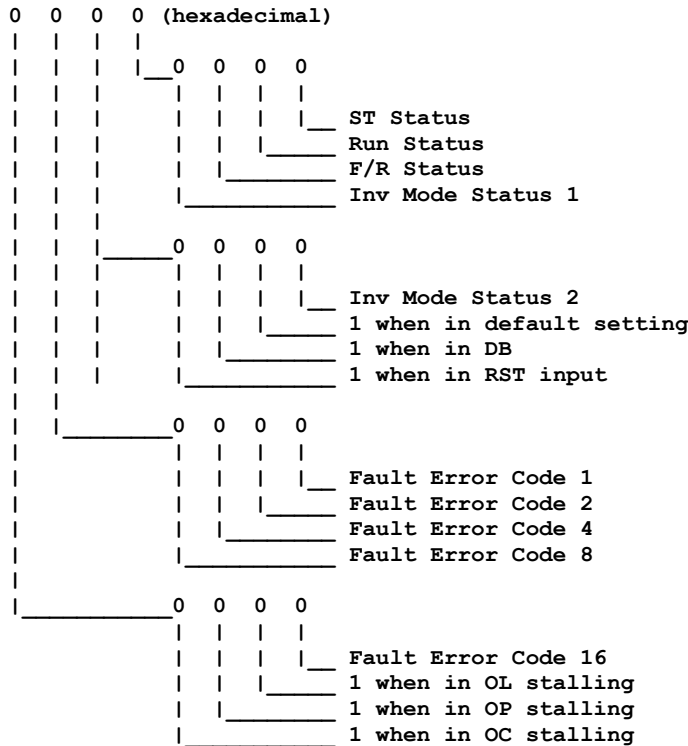 0 0 0 0 (hexadecimal)
0 0 0 0
ST Status
Run Status
F/R Status
Inv Mode Status 1
0 0 0 0
Inv Mode Status 2
1 when in default setting
1 when in DB
1 when in RST input
0 0 0 0
Fault Error Code 1
Fault Error Code 2
Fault Error Code 4
Fault Error Code 8
0 0 0 0
Fault Error Code 16
1 when in OL stalling
1 when in OP stalling
1 when in OC stalling